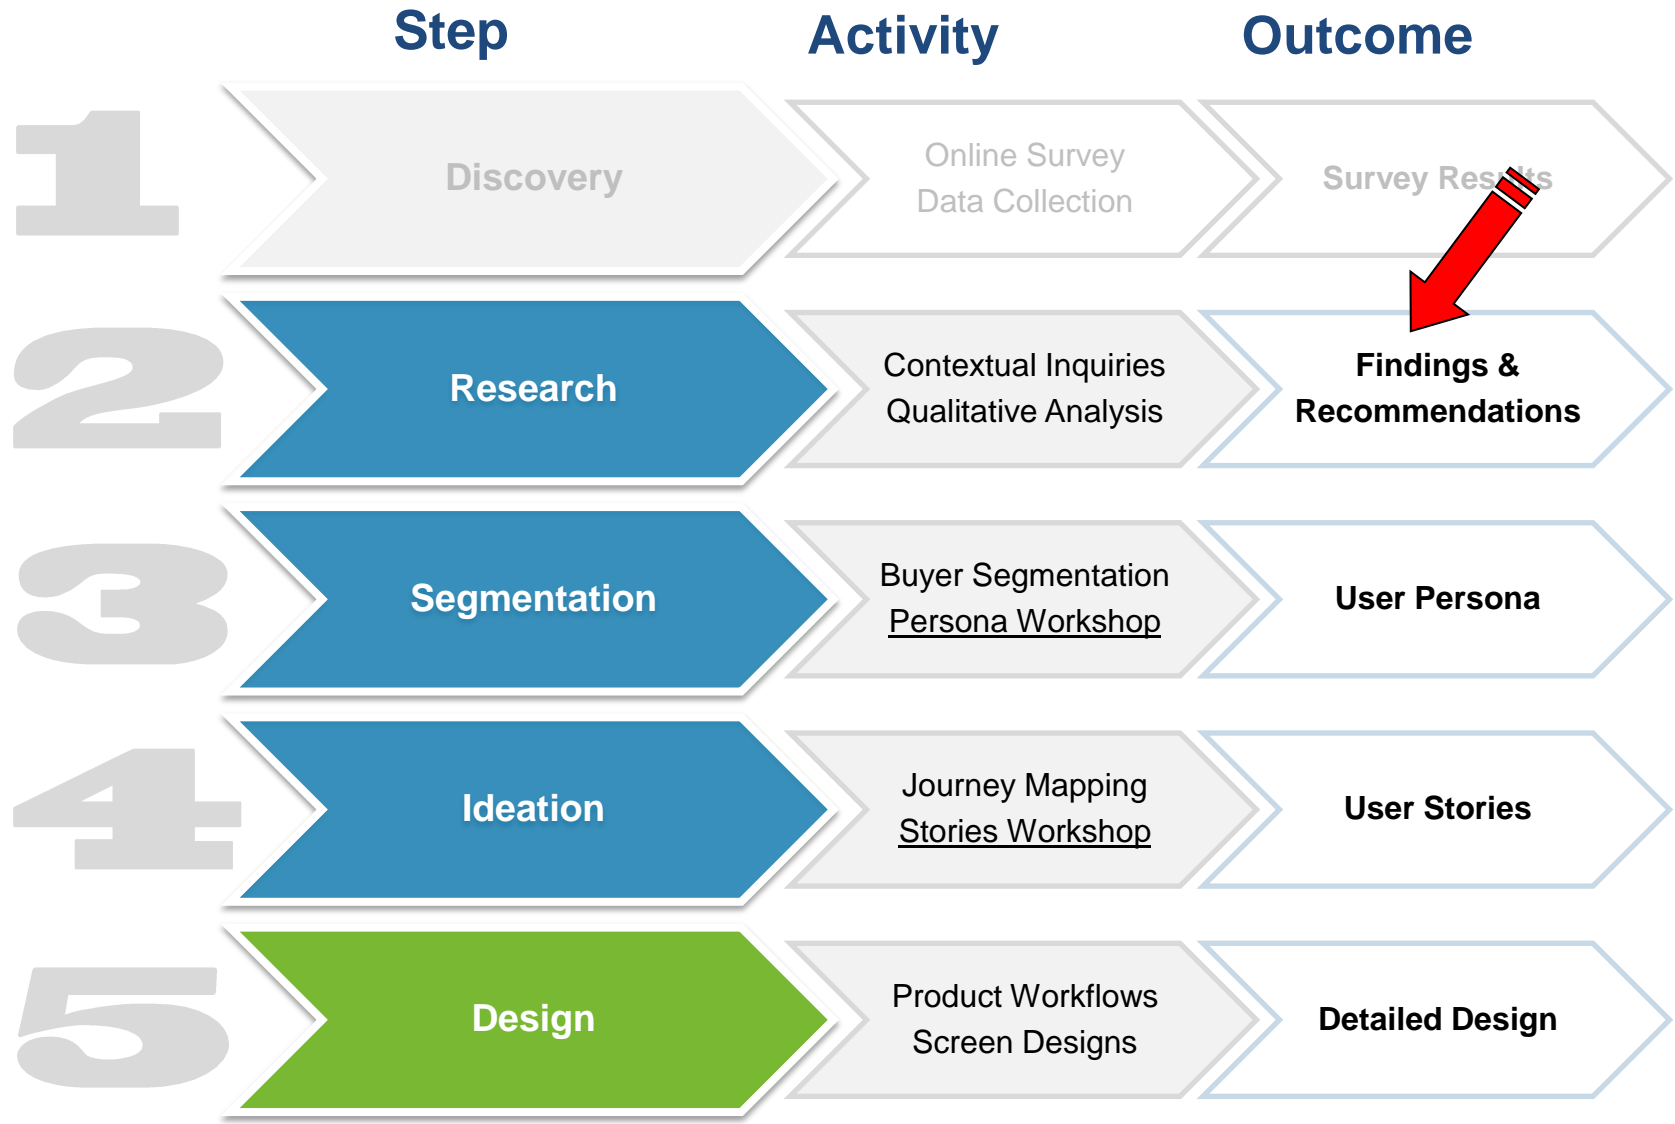 Step Activity Outcome
1
Discovery
Online Survey
Data Collection
Survey Results
2
Research
Contextual Inquiries
Qualitative Analysis
Findings &
Recommendations
3
Segmentation
Buyer Segmentation
Persona Workshop
User Persona
4
Ideation
Journey Mapping
Stories Workshop
User Stories
5
Design
Product Workflows
Screen Designs
Detailed Design